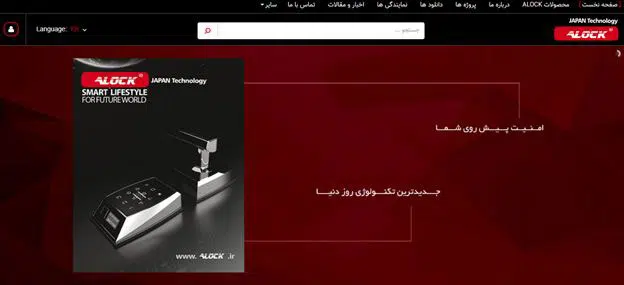 صفحه نخست محصولات ALOCK درباره ما پروژه ها دانلود ها نمایندگی ها اخبار و مقالات تماس با ما سایر
Language:
جستجو ...
JAPAN Technology
ALOCK
ALOCK JAPAN Technology
SMART LIFESTYLE
FOR FUTURE WORLD
امنیت پیش روی شما
جدیدترین تکنولوژی روز دنیا
www. ALOCK .ir